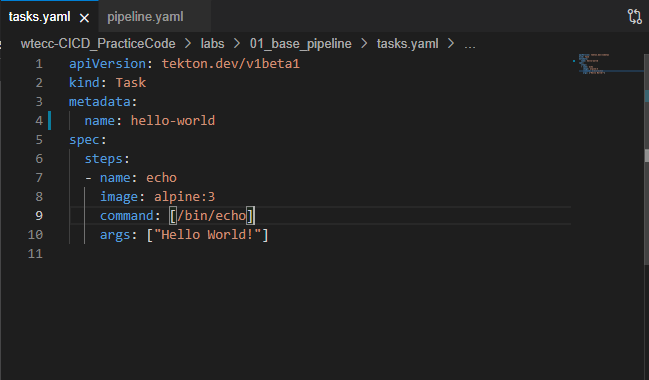 tasks.yaml × pipeline.yaml
wtecc-CICD_PracticeCode > labs > 01_base_pipeline > tasks.yaml > ...
1 apiVersion: tekton.dev/v1beta1
2 kind: Task
3 metadata:
4   name: hello-world
5 spec:
6   steps:
7   - name: echo
8     image: alpine:3
9     command: [/bin/echo]
10     args: ["Hello World!"]
11